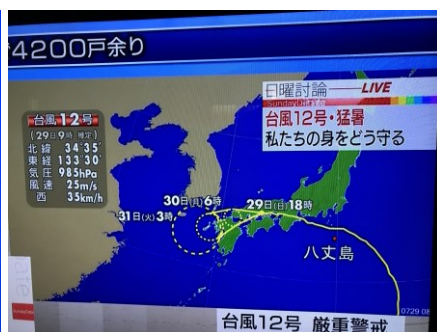 で4200戸余り
日曜討論 LIVE
SundayDebate
台風12号・猛暑
私たちの身をどう守る
台風12号
(29日9時 推定)
北緯 34°35′
東経 133°30′
気圧 985hPa
風速 25m/s
西 35km/h
30日(月)6時
29日(日)18時
31日(火)3時
八丈島
0729 08
台風12号 厳重警戒